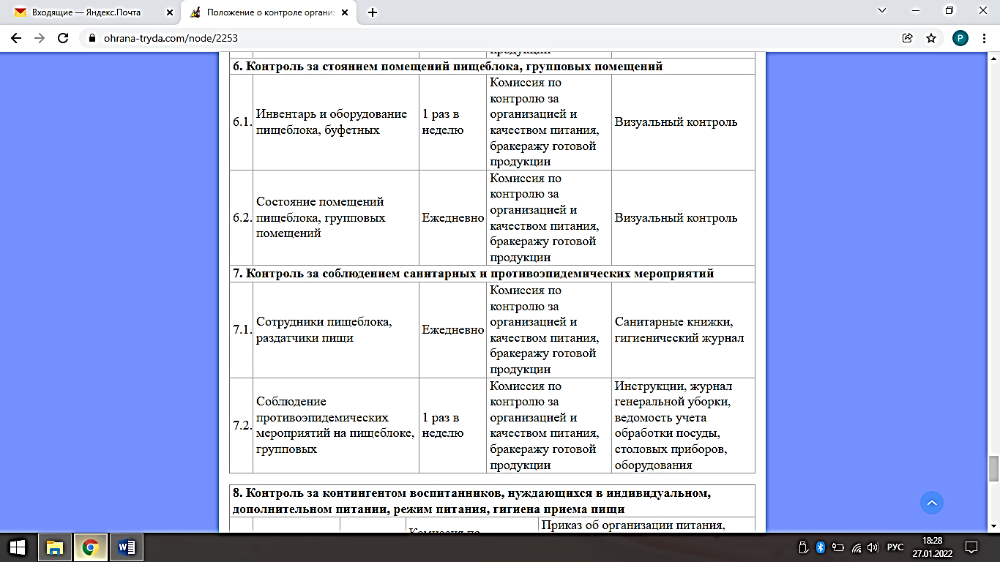 Входящие — Яндекс.Почта
Положение о контроле органи
ohrana-tryda.com/node/2253
P
6. Контроль за стоянием помещений пищеблока, групповых помещений
6.1.
Инвентарь и оборудование
пищеблока, буфетных
1 раз в
неделю
Комиссия по
контролю за
организацией и
качеством питания,
бракеражу готовой
продукции
Визуальный контроль
6.2.
Состояние помещений
пищеблока, групповых
помещений
Ежедневно
Комиссия по
контролю за
организацией и
качеством питания,
бракеражу готовой
продукции
Визуальный контроль
7. Контроль за соблюдением санитарных и противоэпидемических мероприятий
7.1.
Сотрудники пищеблока,
раздатчики пищи
Ежедневно
Комиссия по
контролю за
организацией и
качеством питания,
бракеражу готовой
продукции
Санитарные книжки,
гигиенический журнал
7.2.
Соблюдение
противоэпидемических
мероприятий на пищеблоке,
групповых
1 раз в
неделю
Комиссия по
контролю за
организацией и
качеством питания,
бракеражу готовой
продукции
Инструкции, журнал
генеральной уборки,
ведомость учета
обработки посуды,
столовых приборов,
оборудования
8. Контроль за контингентом воспитанников, нуждающихся в индивидуальном,
дополнительном питании, режим питания, гигиена приема пищи
Комиссия по
Приказ об организации питания,
РУС
18:28
27.01.2022